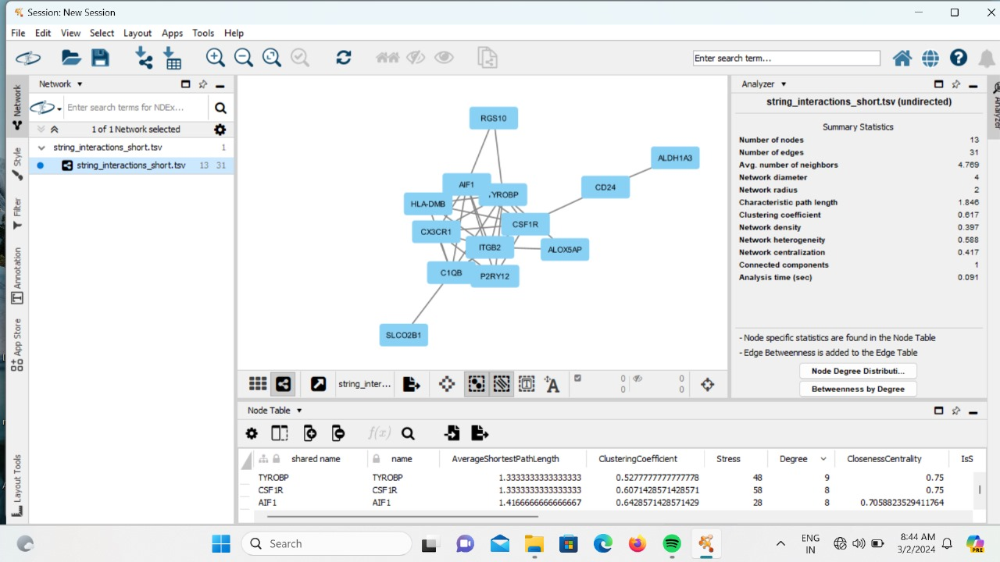 Session: New Session
File Edit View Select Layout Apps Tools Help
Enter search term...
Network
Style
Filter
Annotation
App Store
Layout Tools
Network
Enter search terms for NDEx...
1 of 1 Network selected
string_interactions_short.tsv 1
string_interactions_short.tsv 13 31
RGS10
ALDH1A3
AIF1
CD24
TYROBP
HLA-DMB
CSF1R
CX3CR1
ITGB2
ALOX5AP
C1QB
P2RY12
SLCO2B1
string_inter...
A
0 0
0 0
Analyzer
Analyzer
string_interactions_short.tsv (undirected)
Summary Statistics
Number of nodes 13
Number of edges 31
Avg. number of neighbors 4.769
Network diameter 4
Network radius 2
Characteristic path length 1.846
Clustering coefficient 0.617
Network density 0.397
Network heterogeneity 0.588
Network centralization 0.417
Connected components 1
Analysis time (sec) 0.091
- Node specific statistics are found in the Node Table
- Edge Betweenness is added to the Edge Table
Node Degree Distributi...
Betweenness by Degree
Node Table
f(x)
shared name name AverageShortestPathLength ClusteringCoefficient Stress Degree ClosenessCentrality IsS
TYROBP TYROBP 1.3333333333333333 0.5277777777777778 48 9 0.75
CSF1R CSF1R 1.3333333333333333 0.6071428571428571 58 8 0.75
AIF1 AIF1 1.4166666666666667 0.6428571428571429 28 8 0.7058823529411764
Search
ENG
IN
8:44 AM
3/2/2024
PRE